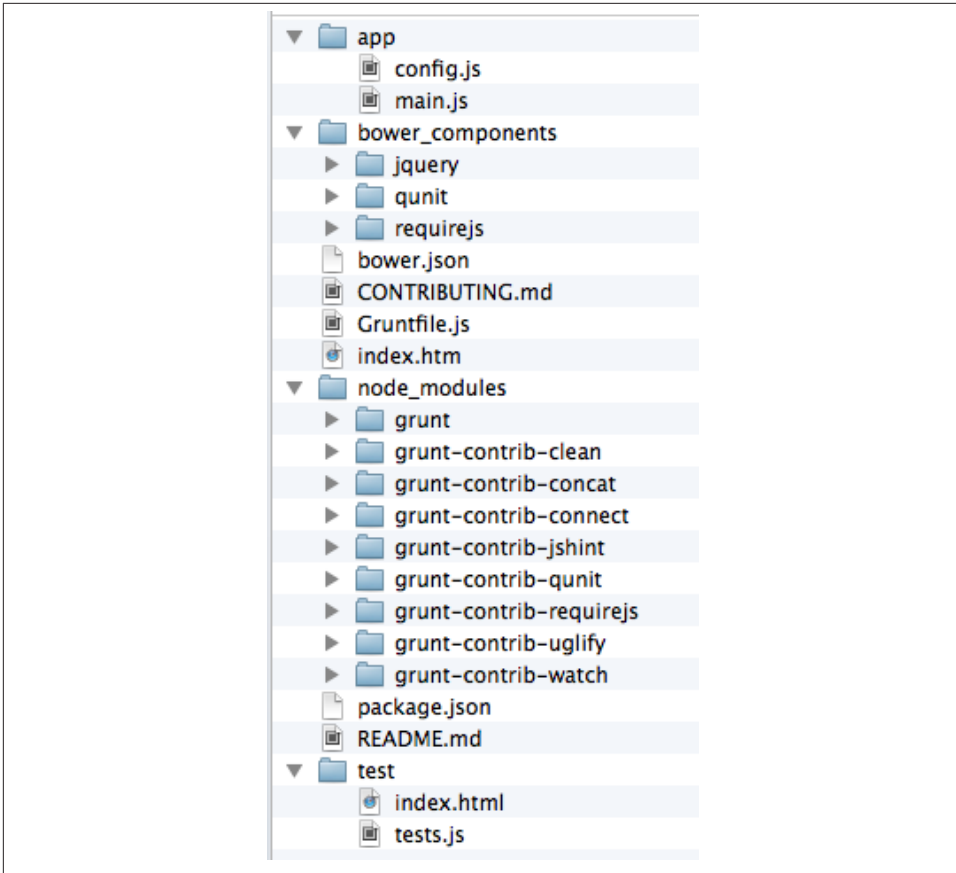 app
config.js
main.js
bower_components
jquery
qunit
requirejs
bower.json
CONTRIBUTING.md
Gruntfile.js
index.htm
node_modules
grunt
grunt-contrib-clean
grunt-contrib-concat
grunt-contrib-connect
grunt-contrib-jshint
grunt-contrib-qunit
grunt-contrib-requirejs
grunt-contrib-uglify
grunt-contrib-watch
package.json
README.md
test
index.html
tests.js